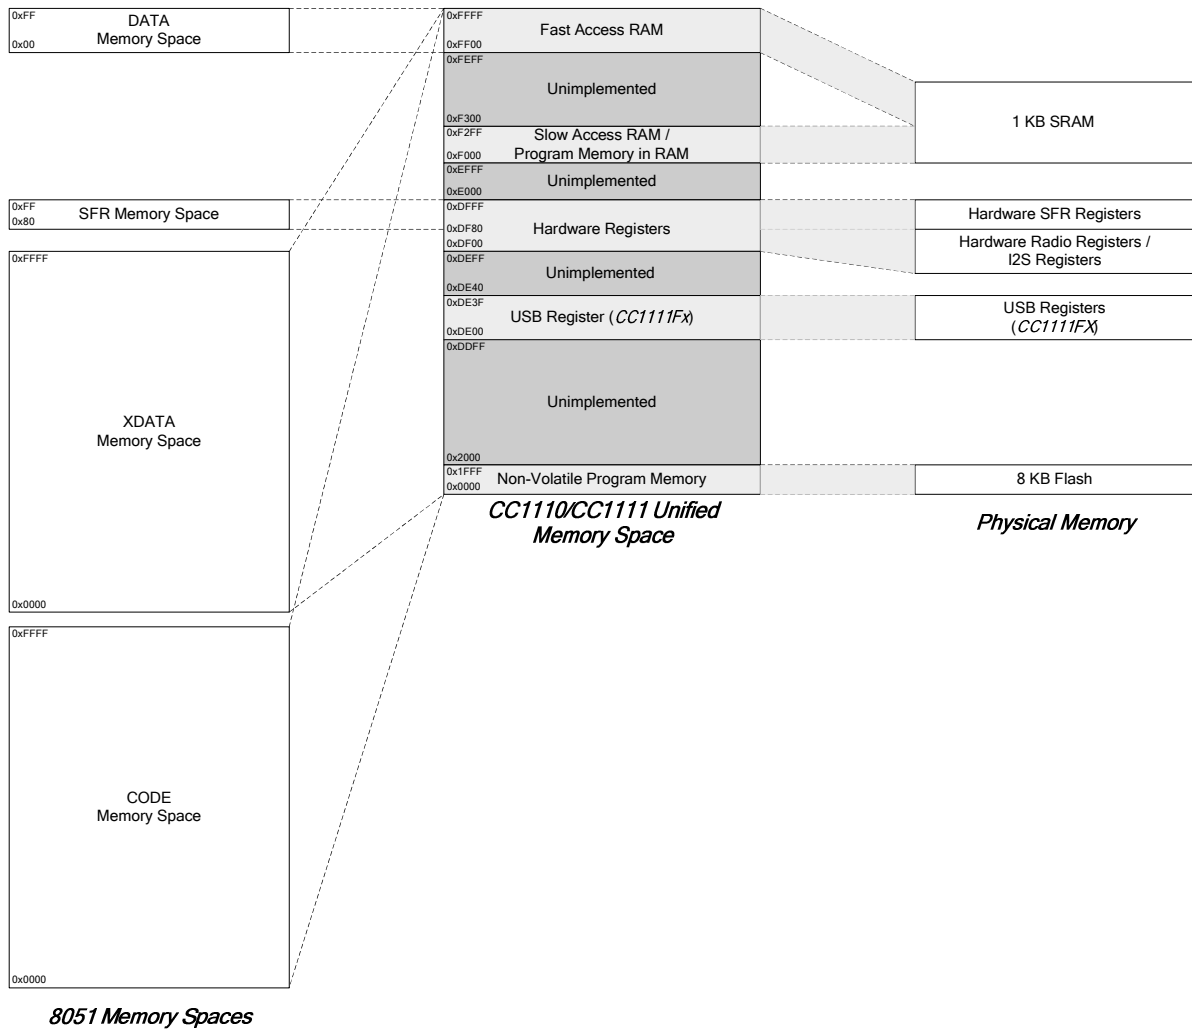 0xFF
DATA
Memory Space
0x00
0xFF
SFR Memory Space
0x80
0xFFFF
XDATA
Memory Space
0x0000
0xFFFF
CODE
Memory Space
0x0000
8051 Memory Spaces
0xFFFF
Fast Access RAM
0xFF00
0xFEFF
Unimplemented
0xF300
0xF2FF
Slow Access RAM /
Program Memory in RAM
0xF000
0xEFFF
Unimplemented
0xE000
0xDFFF
0xDF80
Hardware Registers
0xDF00
0xDEFF
Unimplemented
0xDE40
0xDE3F
USB Register (CC1111Fx)
0xDE00
0xDDFF
Unimplemented
0x2000
0x1FFF
Non-Volatile Program Memory
0x0000
CC1110/CC1111 Unified
Memory Space
1 KB SRAM
Hardware SFR Registers
Hardware Radio Registers /
I2S Registers
USB Registers
(CC1111FX)
8 KB Flash
Physical Memory